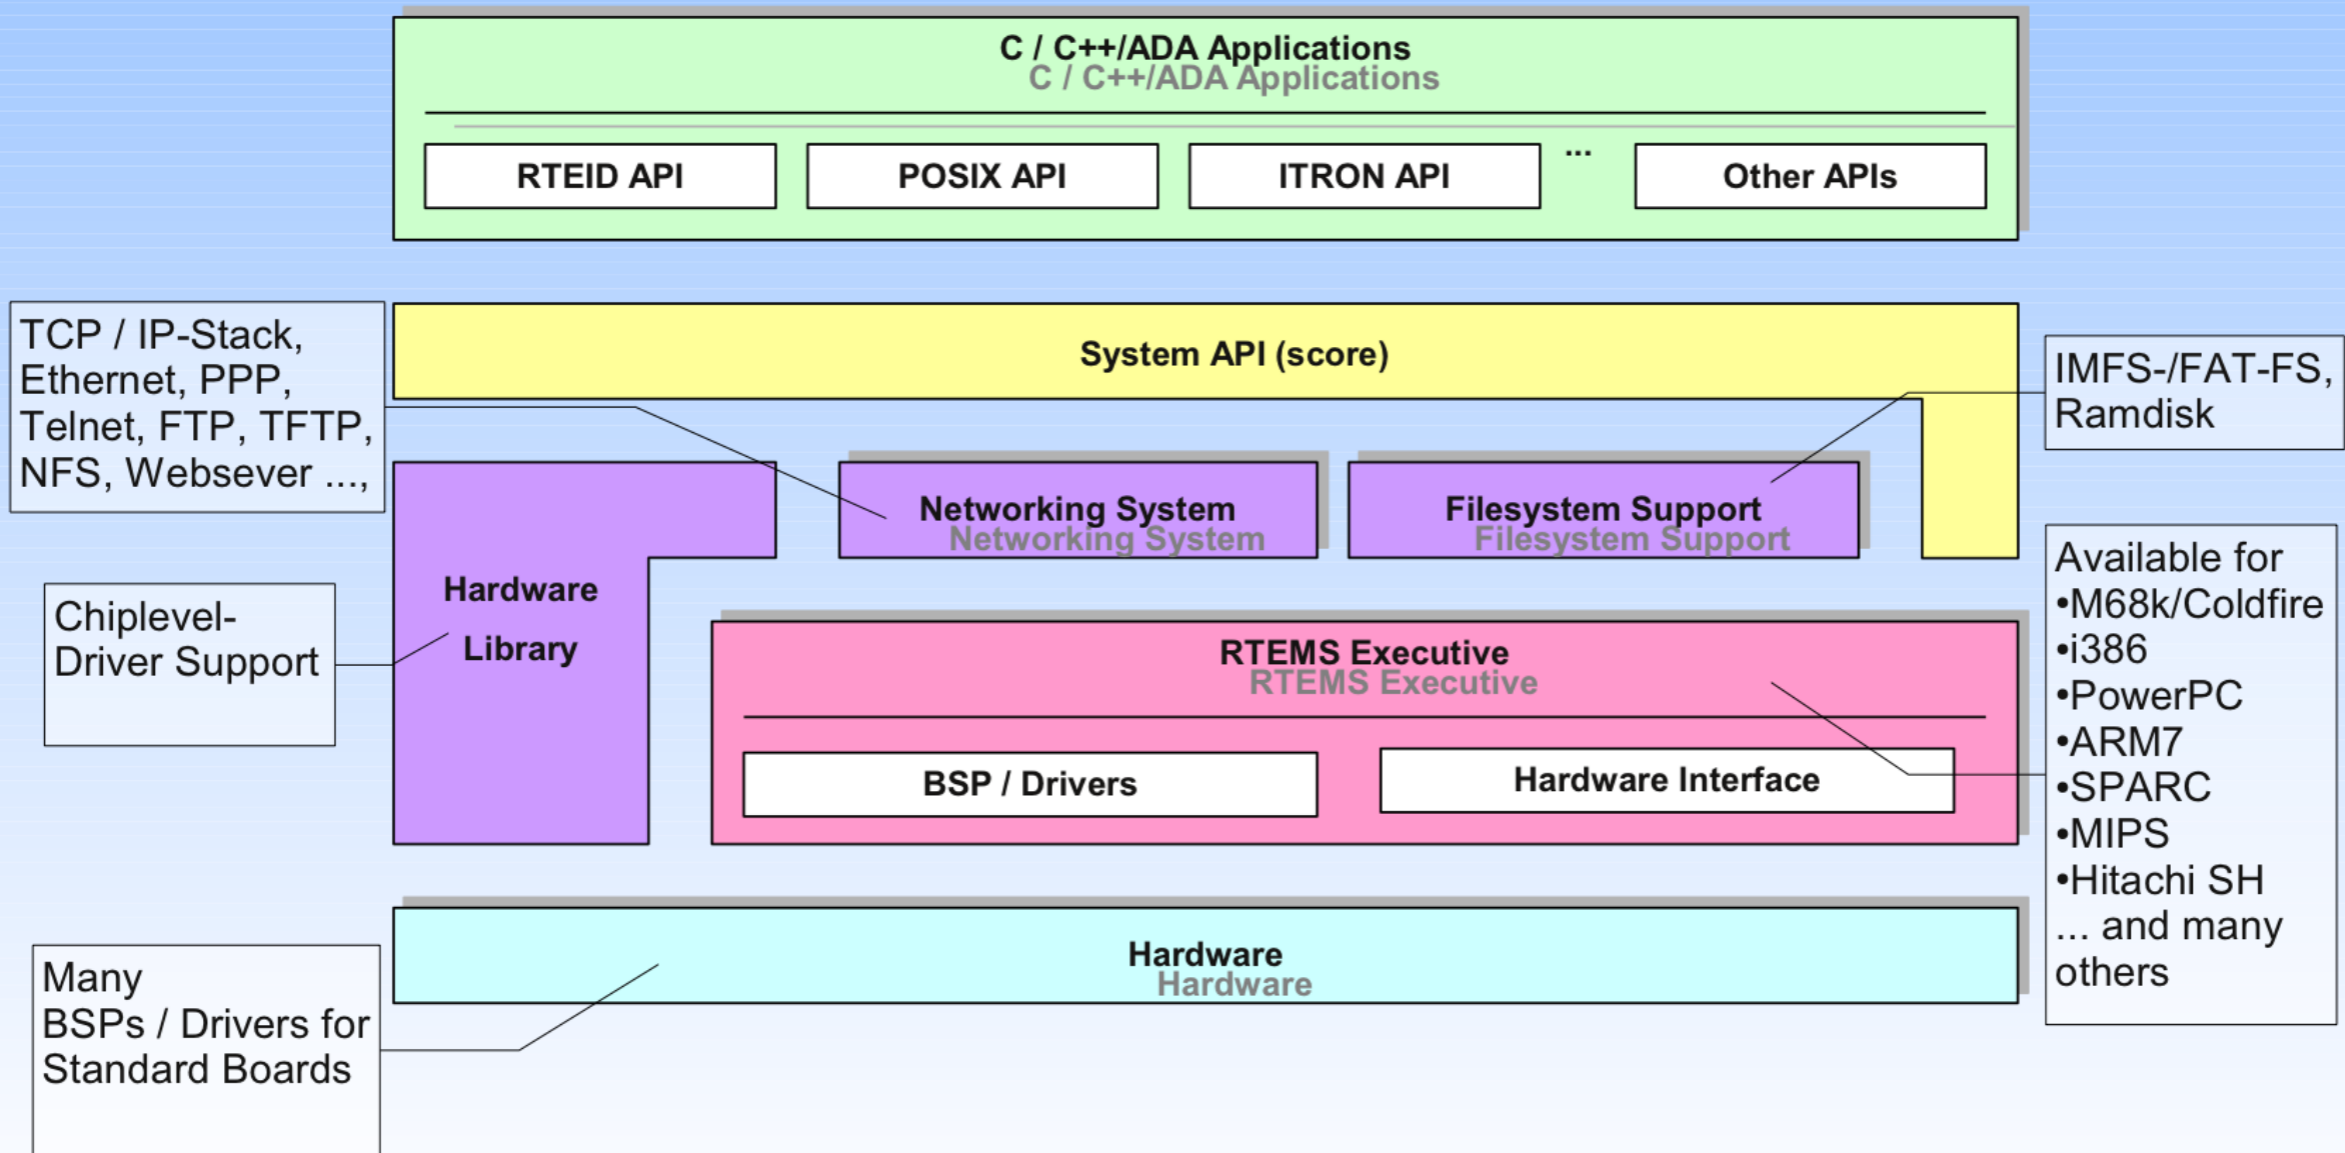 C / C++/ADA Applications
C / C++/ADA Applications
RTEID API
POSIX API
ITRON API
...
Other APIs
TCP / IP-Stack,
Ethernet, PPP,
Telnet, FTP, TFTP,
NFS, Websever ...,
System API (score)
IMFS-/FAT-FS,
Ramdisk
Networking System
Networking System
Filesystem Support
Filesystem Support
Hardware
Library
Chiplevel-
Driver Support
RTEMS Executive
RTEMS Executive
BSP / Drivers
Hardware Interface
Available for
•M68k/Coldfire
•i386
•PowerPC
•ARM7
•SPARC
•MIPS
•Hitachi SH
... and many
others
Hardware
Hardware
Many
BSPs / Drivers for
Standard Boards